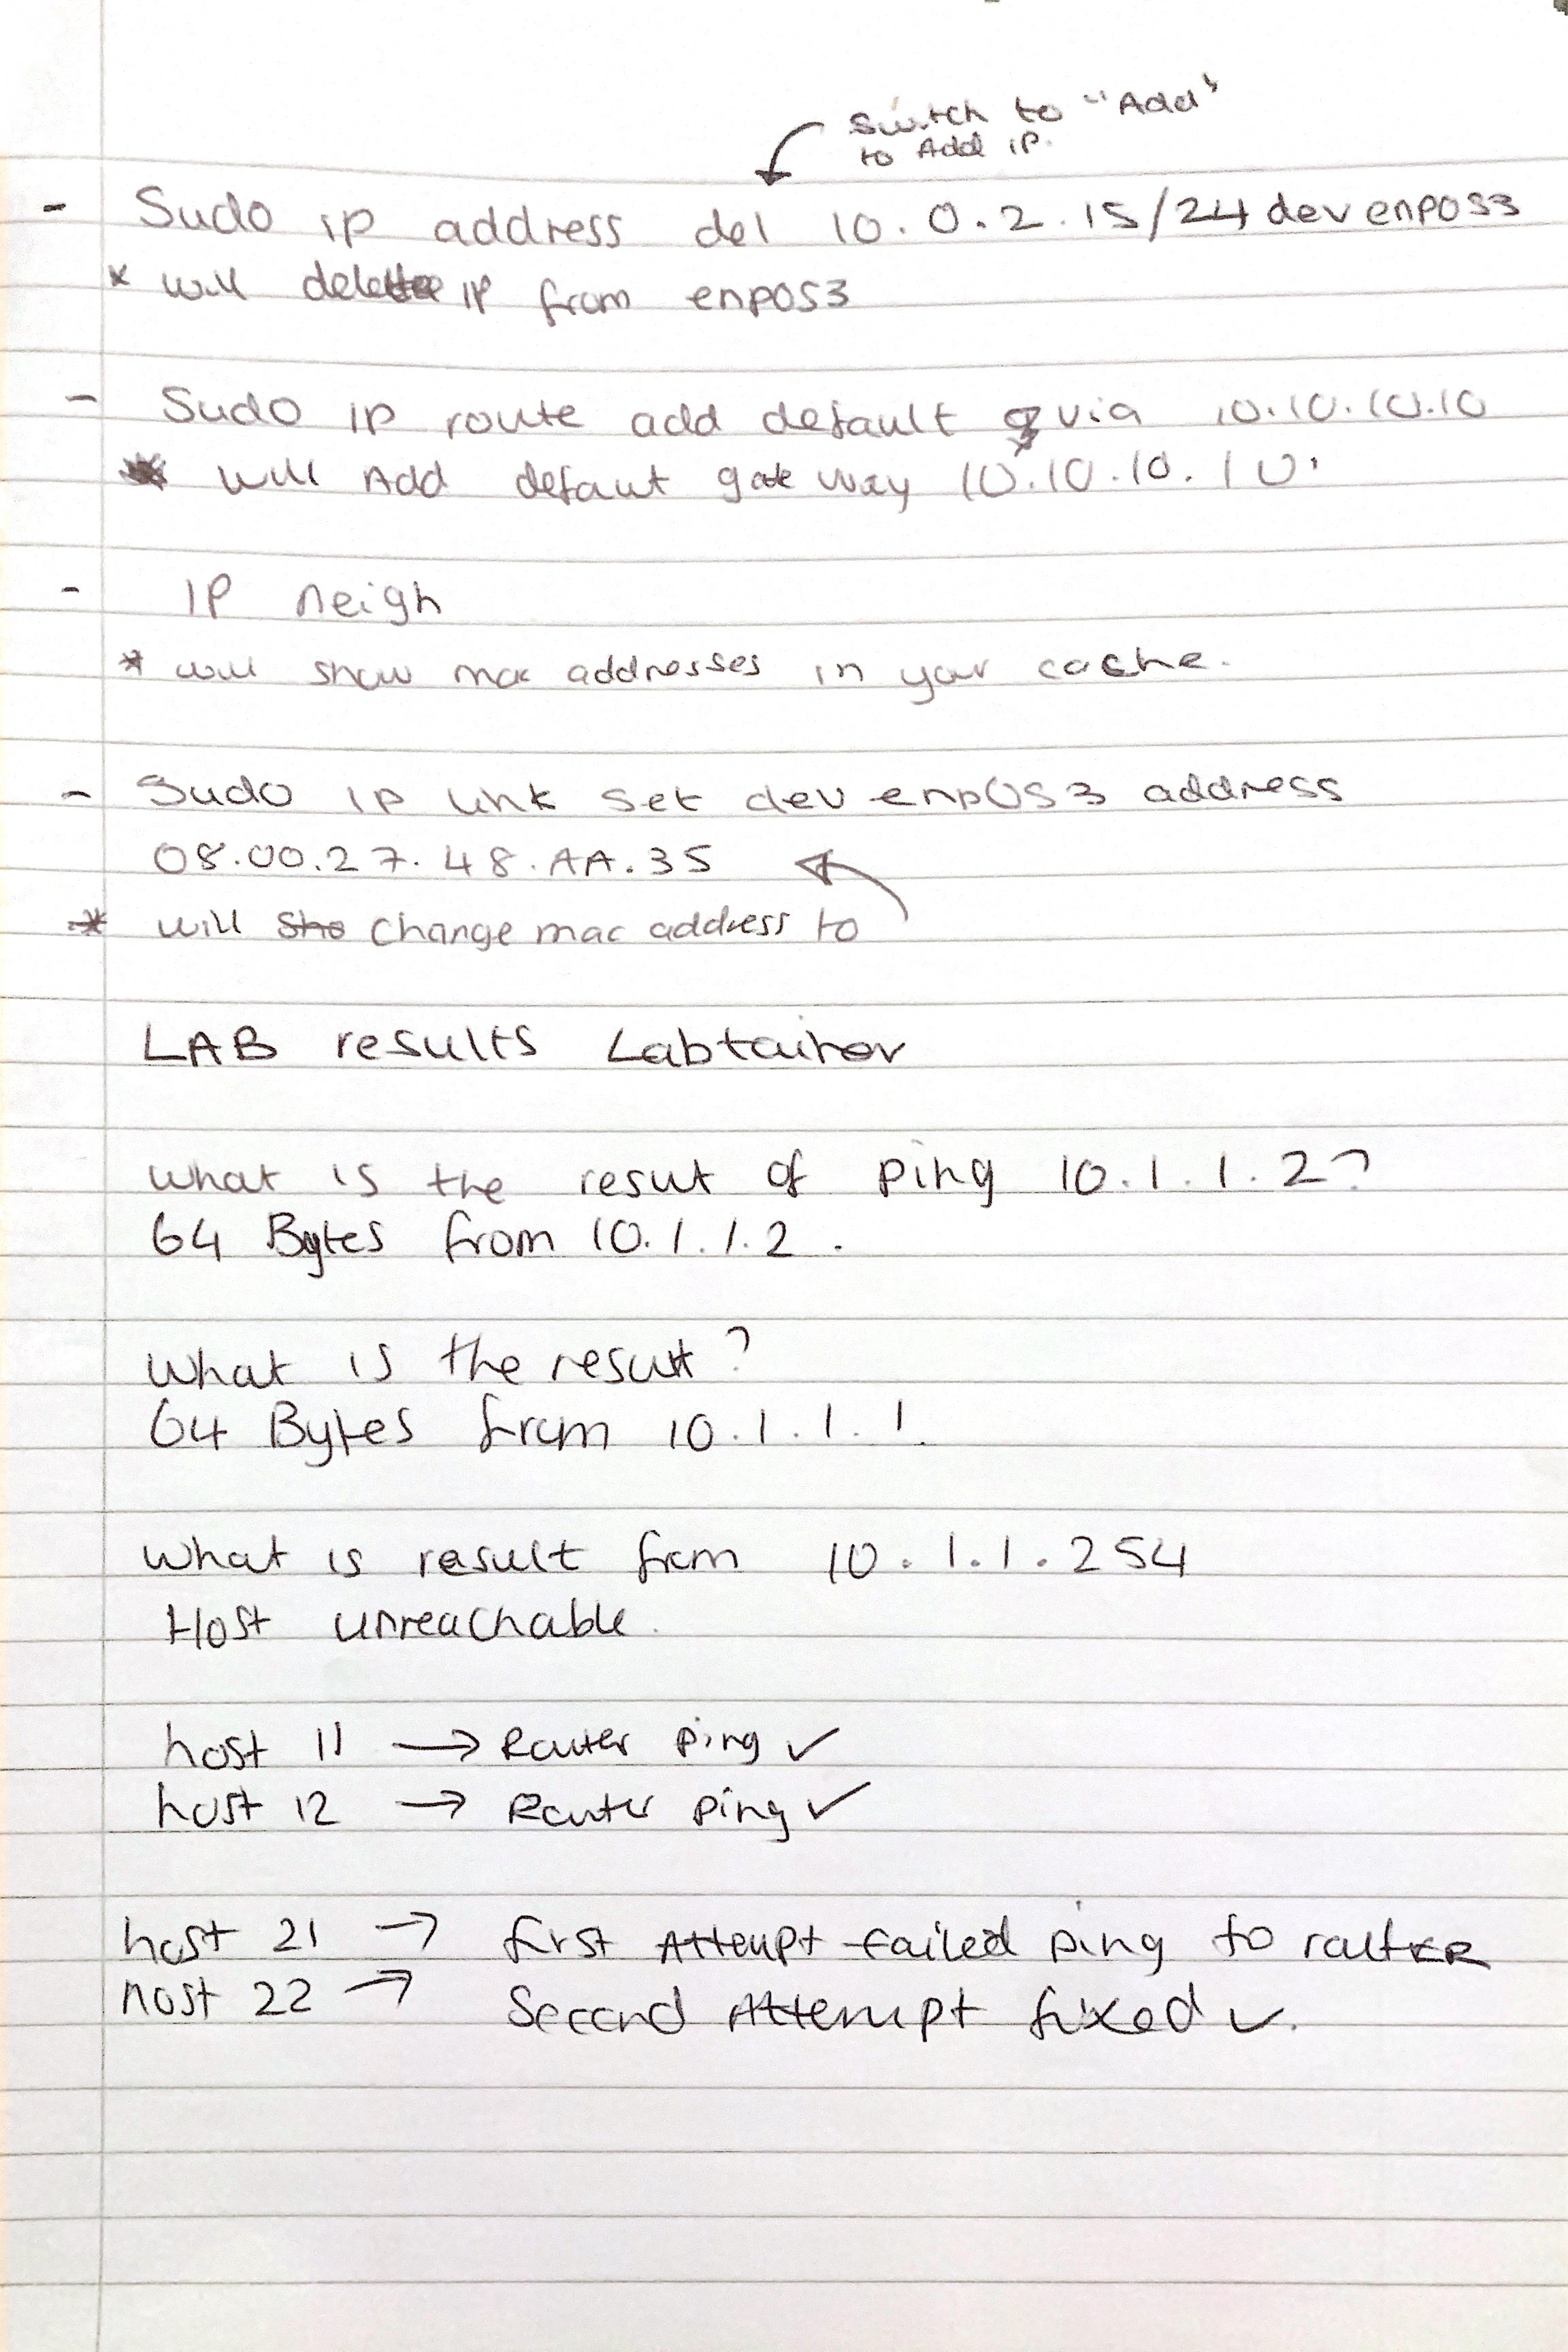 Switch to "Add"
to Add IP.
- Sudo ip address del 10.0.2.15/24 dev enp0s3
* will delete IP from enp0s3
- Sudo ip route add default via 10.10.10.10
* will Add defaut gate way 10.10.10.10.
- IP neigh
* will show mac addresses in your cache.
- Sudo ip link set dev enp0s3 address
08.00.27.48.AA.35
* will Sho change mac address to
LAB results Labtainer
what is the resut of ping 10.1.1.2?
64 Bytes from 10.1.1.2.
What is the result?
64 Bytes from 10.1.1.1.
What is result from 10.1.1.254
Host unreachable.
host 11 → Router ping ✓
host 12 → Router ping ✓
host 21 → first Attempt failed ping to router
host 22 → Second Attempt fixed ✓.